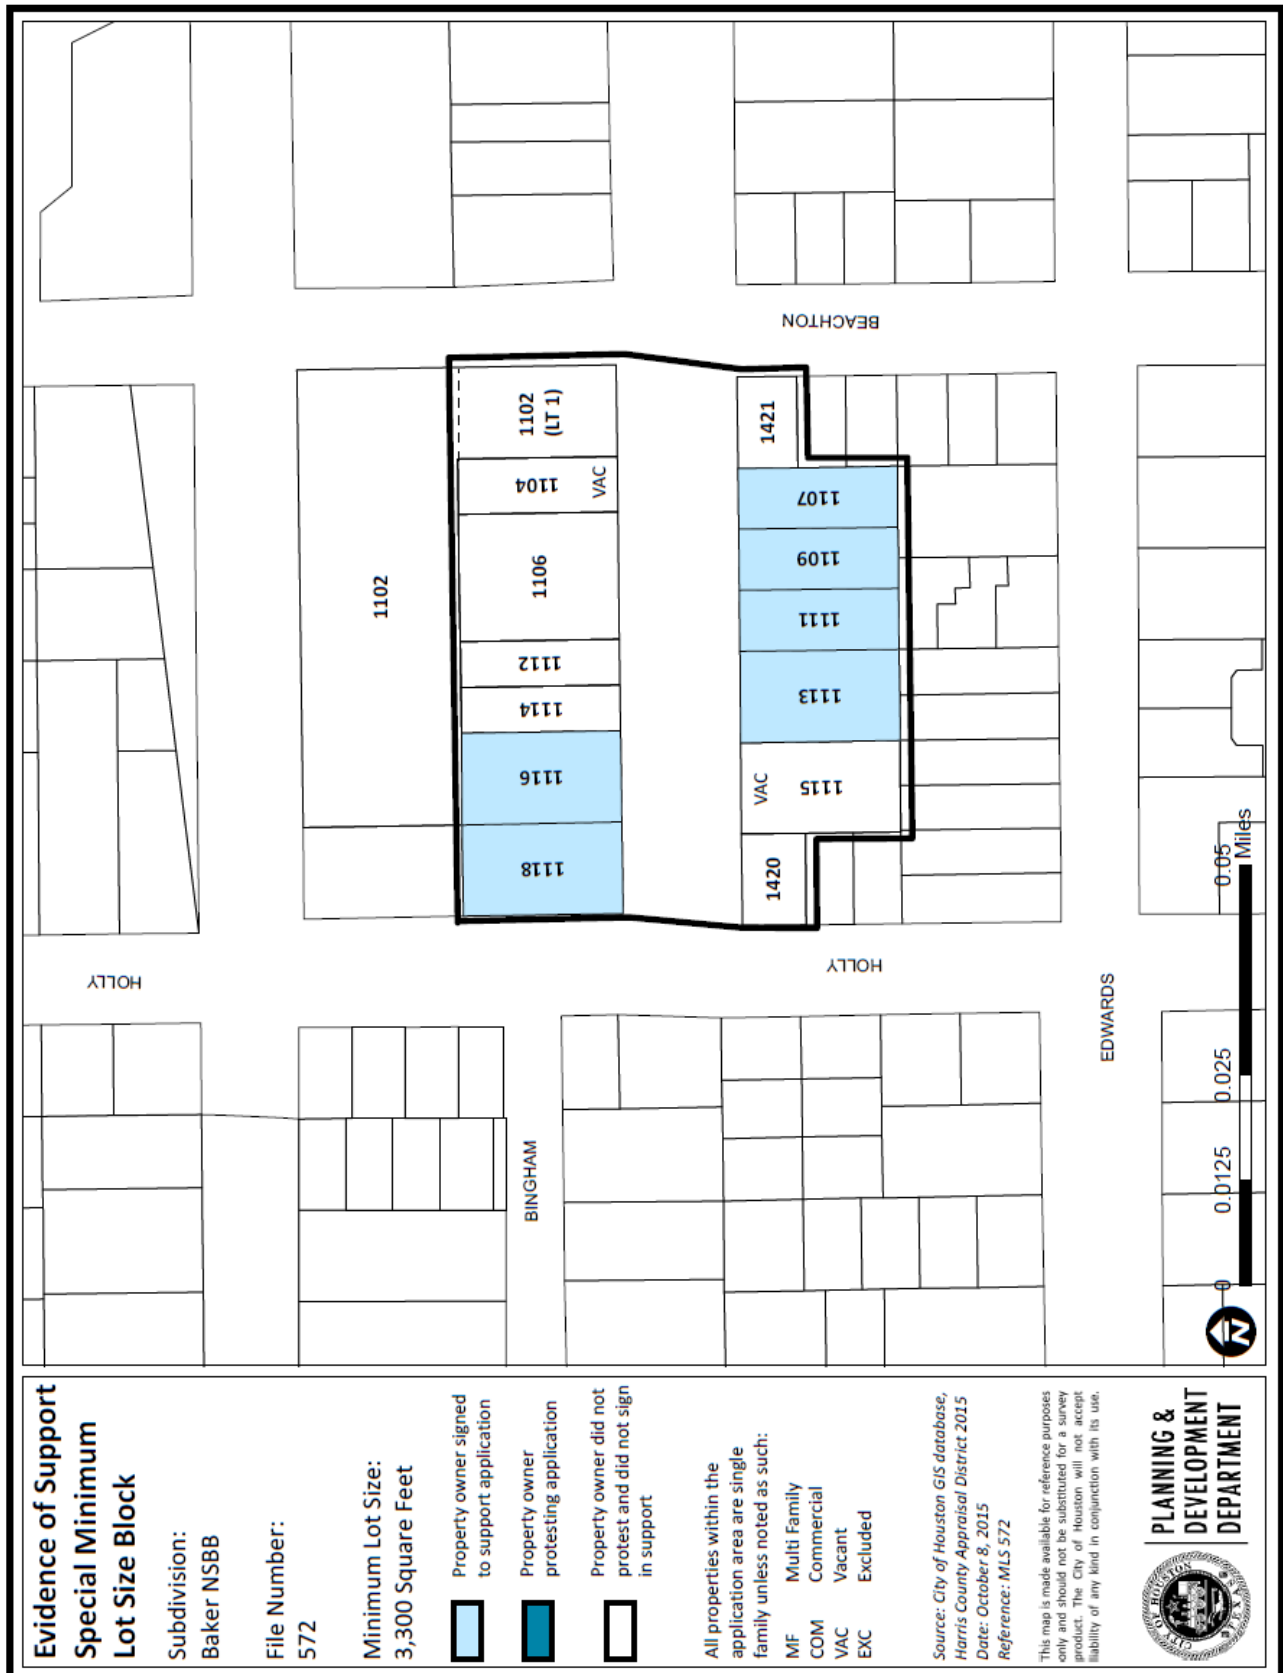 Evidence of Support
Special Minimum
Lot Size Block
Subdivision:
Baker NSBB
File Number:
572
Minimum Lot Size:
3,300 Square Feet
Property owner signed
to support application
Property owner
protesting application
Property owner did not
protest and did not sign
in support
All properties within the
application area are single
family unless noted as such:
MF Multi Family
COM Commercial
VAC Vacant
EXC Excluded
Source: City of Houston GIS database,
Harris County Appraisal District 2015
Date: October 8, 2015
Reference: MLS 572
This map is made available for reference purposes
only and should not be substituted for a survey
product. The City of Houston will not accept
liability of any kind in conjunction with its use.
CITY OF HOUSTON
TEXAS
PLANNING &
DEVELOPMENT
DEPARTMENT
HOLLY
BINGHAM
1102
1118
1116
1114
1112
1106
1104
VAC
1102
(LT 1)
1420
VAC
1115
1113
1111
1109
1107
1421
HOLLY
BEACHTON
EDWARDS
N
0 0.0125 0.025 0.05
Miles